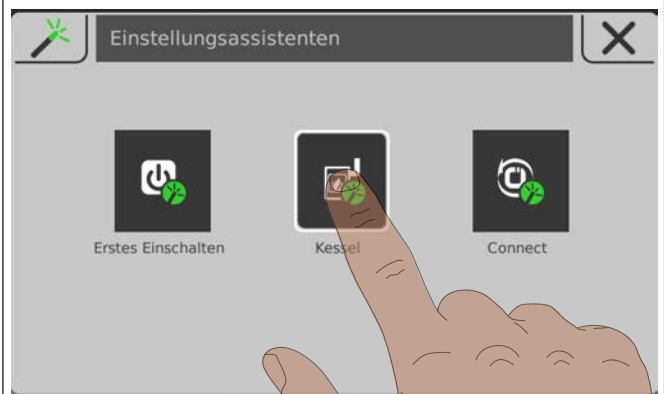 Einstellungsassistenten
Erstes Einschalten
Kessel
Connect